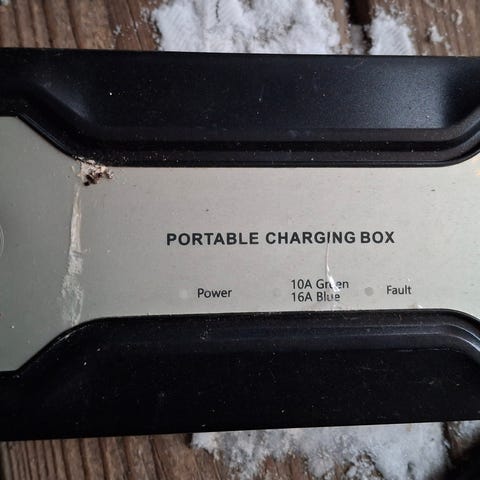 PORTABLE CHARGING BOX
Power
10A Green
16A Blue
Fault